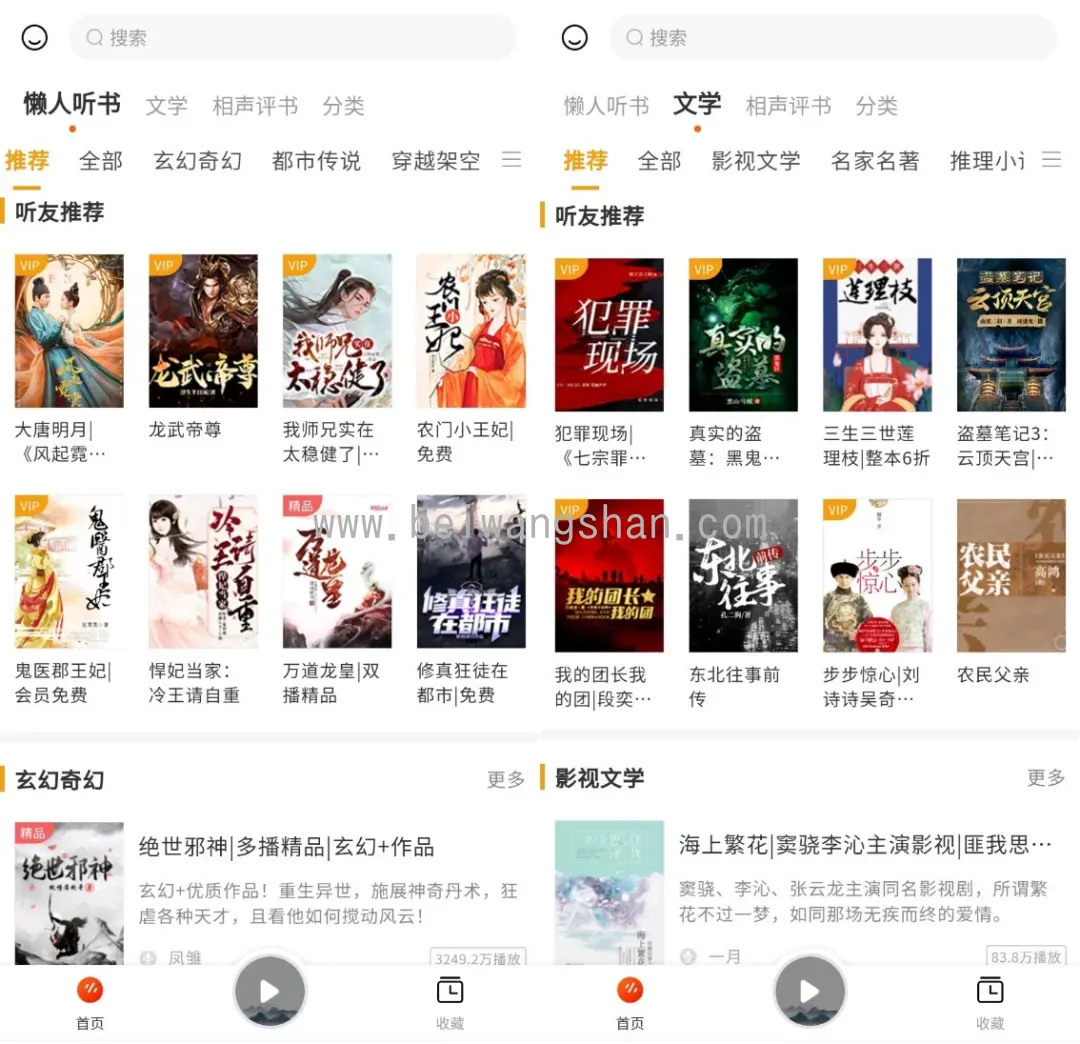 搜索
懒人听书 文学 相声评书 分类
推荐 全部 玄幻奇幻 都市传说 穿越架空
听友推荐
VIP
VIP
龙武帝尊
VIP
我师兄实在太稳健了
农门小王妃
大唐明月|
《风起霓…
龙武帝尊
我师兄实在
太稳健了|…
农门小王妃|
免费
VIP
鬼医郡王妃
冷王请自重
精品
万道龙皇
修真狂徒
在都市
鬼医郡王妃|
会员免费
悍妃当家：
冷王请自重
万道龙皇|双
播精品
修真狂徒在
都市|免费
玄幻奇幻 更多
精品
绝世邪神
绝世邪神|多播精品|玄幻+作品
玄幻+优质作品！重生异世，施展神奇丹术，狂
虐各种天才，且看他如何搅动风云！
凤雏 3249.2万播放
首页 收藏
搜索
懒人听书 文学 相声评书 分类
推荐 全部 影视文学 名家名著 推理小
听友推荐
VIP
犯罪
现场
VIP
真实的
盗墓
VIP
莲理枝
盗墓笔记
云顶天宫
犯罪现场|
《七宗罪…
真实的盗
墓：黑鬼…
三生三世莲
理枝|整本6折
盗墓笔记3：
云顶天宫|…
VIP
我的团长
我的团
东北
往事
前传
孔二狗/著
VIP
步步
惊心
农民
父亲
高鸿
我的团长我
的团|段奕…
东北往事前
传
步步惊心|刘
诗诗吴奇…
农民父亲
影视文学 更多
海上繁花
海上繁花|窦骁李沁主演影视|匪我思…
窦骁、李沁、张云龙主演同名影视剧，所谓繁
花不过一梦，如同那场无疾而终的爱情。
一月 83.8万播放
首页 收藏
www.beiwangshan.com